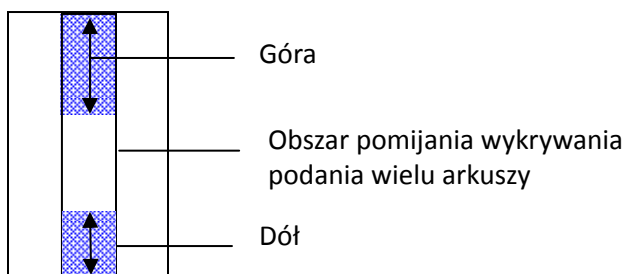 Góra
Obszar pomijania wykrywania
podania wielu arkuszy
Dół